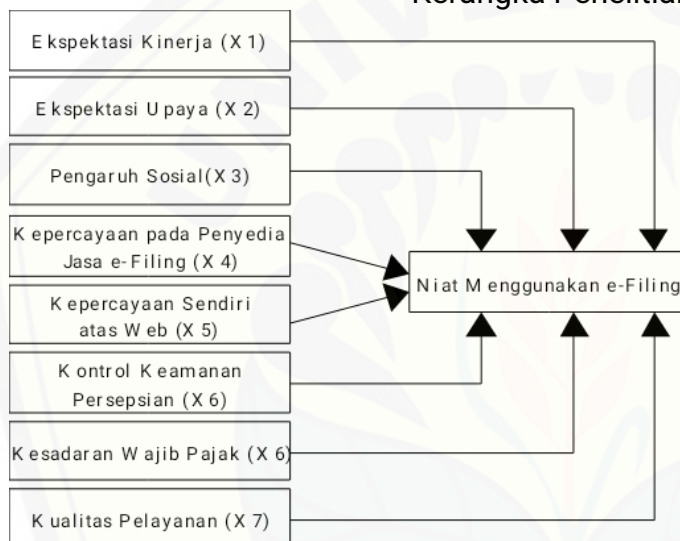 Kerangka Penelitian
Ekspektasi Kinerja (X1)
Ekspektasi Upaya (X2)
Pengaruh Sosial(X3)
Kepercayaan pada Penyedia
Jasa e-Filing (X4)
Niat Menggunakan e-Filing
Kepercayaan Sendiri
atas Web (X5)
Kontrol Keamanan
Persepsian (X6)
Kesadaran Wajib Pajak (X6)
Kualitas Pelayanan (X7)